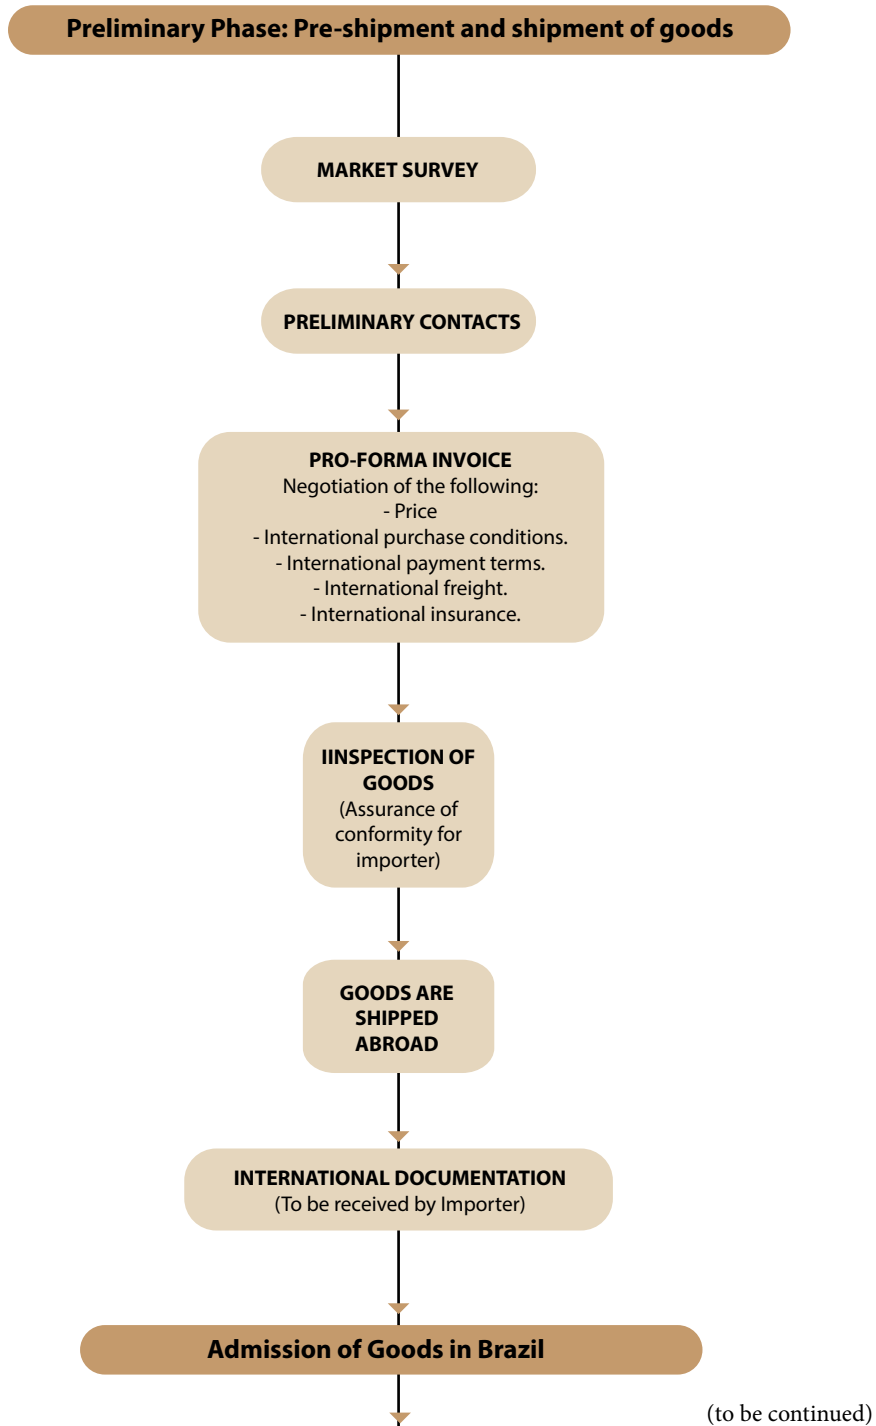 Preliminary Phase: Pre-shipment and shipment of goods
MARKET SURVEY
PRELIMINARY CONTACTS
PRO-FORMA INVOICE
Negotiation of the following:
- Price
- International purchase conditions.
- International payment terms.
- International freight.
- International insurance.
IINSPECTION OF
GOODS
(Assurance of
conformity for
importer)
GOODS ARE
SHIPPED
ABROAD
INTERNATIONAL DOCUMENTATION
(To be received by Importer)
Admission of Goods in Brazil
(to be continued)